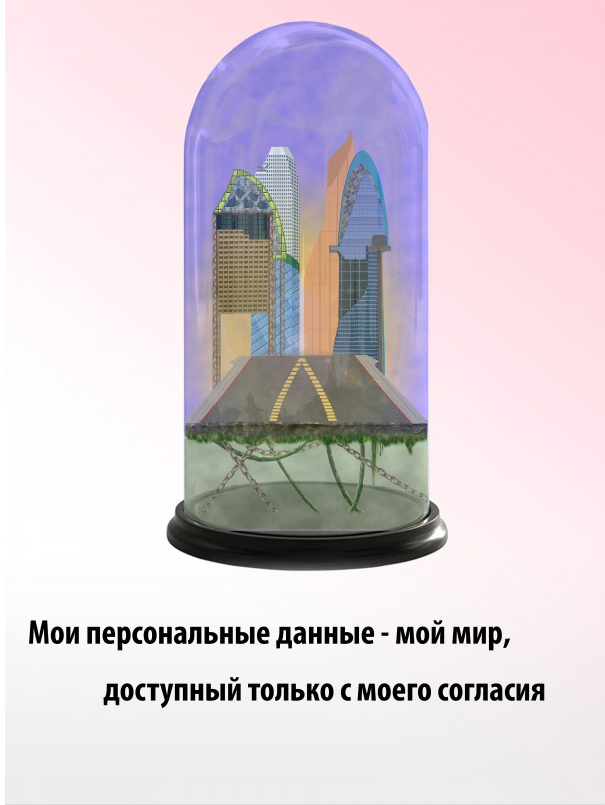 Мои персональные данные - мой мир,
доступный только с моего согласия